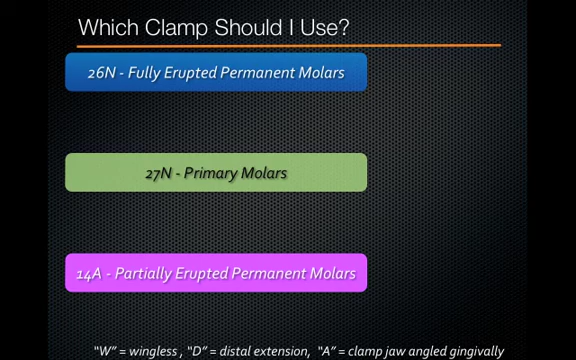 Which Clamp Should I Use?
26N - Fully Erupted Permanent Molars
27N - Primary Molars
14A - Partially Erupted Permanent Molars
"W" = wingless , "D" = distal extension, "A" = clamp jaw angled gingivally